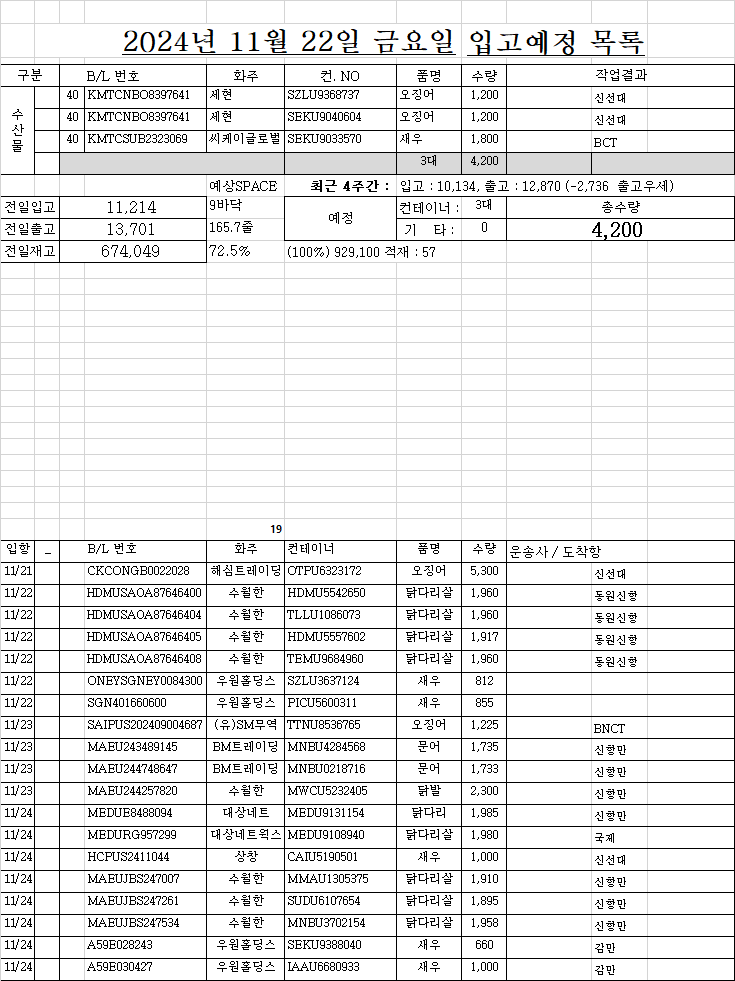 2024년 11월 22일 금요일 입고예정 목록
구분 B/L 번호 화주 컨. NO 품명 수량 작업결과
수산물
40 KMTCNBO8397641 세현 SZLU9368737 오징어 1,200 신선대
40 KMTCNBO8397641 세현 SEKU9040604 오징어 1,200 신선대
40 KMTCSUB2323069 씨케이글로벌 SEKU9033570 새우 1,800 BCT
3대 4,200
예상SPACE 최근 4주간 : 입고 : 10,134, 출고 : 12,870 (-2,736 출고우세)
전일입고 11,214 9바닥 예정 컨테이너 : 3대 총수량
전일출고 13,701 165.7줄 기 타 : 0 4,200
전일재고 674,049 72.5% (100%) 929,100 적재 : 57
19
입항 _ B/L 번호 화주 컨테이너 품명 수량 운송사 / 도착항
11/21 CKCONGB0022028 해심트레이딩 OTPU6323172 오징어 5,300 신선대
11/22 HDMUSAOA87646400 수월한 HDMU5542650 닭다리살 1,960 동원신항
11/22 HDMUSAOA87646404 수월한 TLLU1086073 닭다리살 1,960 동원신항
11/22 HDMUSAOA87646405 수월한 HDMU5557602 닭다리살 1,917 동원신항
11/22 HDMUSAOA87646408 수월한 TEMU9684960 닭다리살 1,960 동원신항
11/22 ONEYSGNEY0084300 우원홀딩스 SZLU3637124 새우 812
11/22 SGN401660600 우원홀딩스 PICU5600311 새우 855
11/23 SAIPUS202409004687 (유)SM무역 TTNU8536765 오징어 1,225 BNCT
11/23 MAEU243489145 BM트레이딩 MNBU4284568 문어 1,735 신항만
11/23 MAEU244748647 BM트레이딩 MNBU0218716 문어 1,733 신항만
11/23 MAEU244257820 수월한 MWCU5232405 닭발 2,300 신항만
11/24 MEDUE8488094 대상네트 MEDU9131154 닭다리 1,985 신항만
11/24 MEDURG957299 대상네트웍스 MEDU9108940 닭다리살 1,980 국제
11/24 HCPUS2411044 상창 CAIU5190501 새우 1,000 신선대
11/24 MAEUJBS247007 수월한 MMAU1305375 닭다리살 1,910 신항만
11/24 MAEUJBS247261 수월한 SUDU6107654 닭다리살 1,895 신항만
11/24 MAEUJBS247534 수월한 MNBU3702154 닭다리살 1,958 신항만
11/24 A59E028243 우원홀딩스 SEKU9388040 새우 660 감만
11/24 A59E030427 우원홀딩스 IAAU6680933 새우 1,000 감만